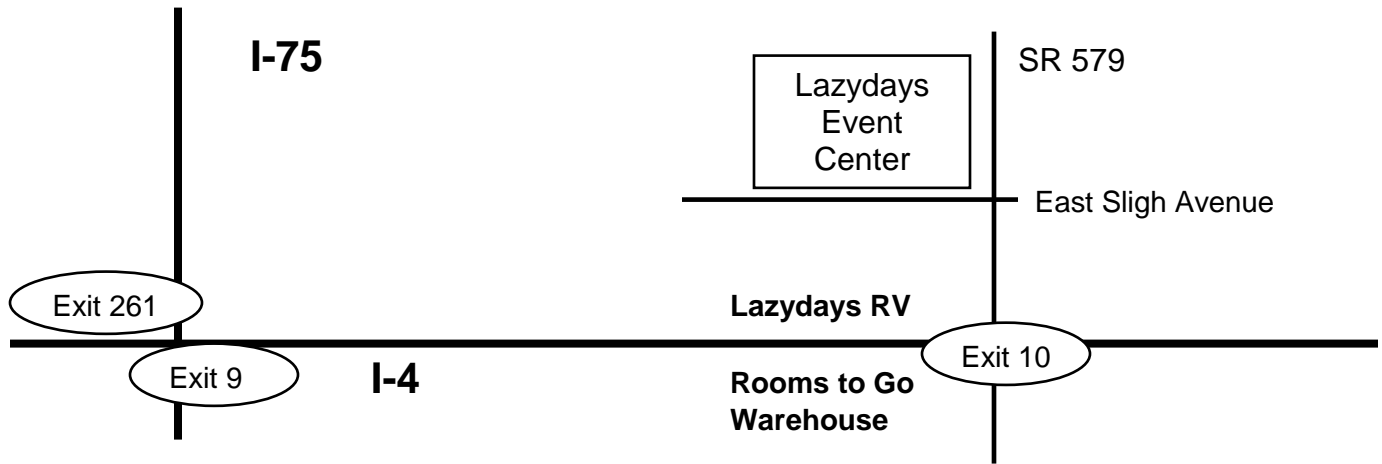 I-75
SR 579
Lazydays
Event
Center
East Sligh Avenue
Exit 261
Lazydays RV
Exit 9
I-4
Exit 10
Rooms to Go
Warehouse